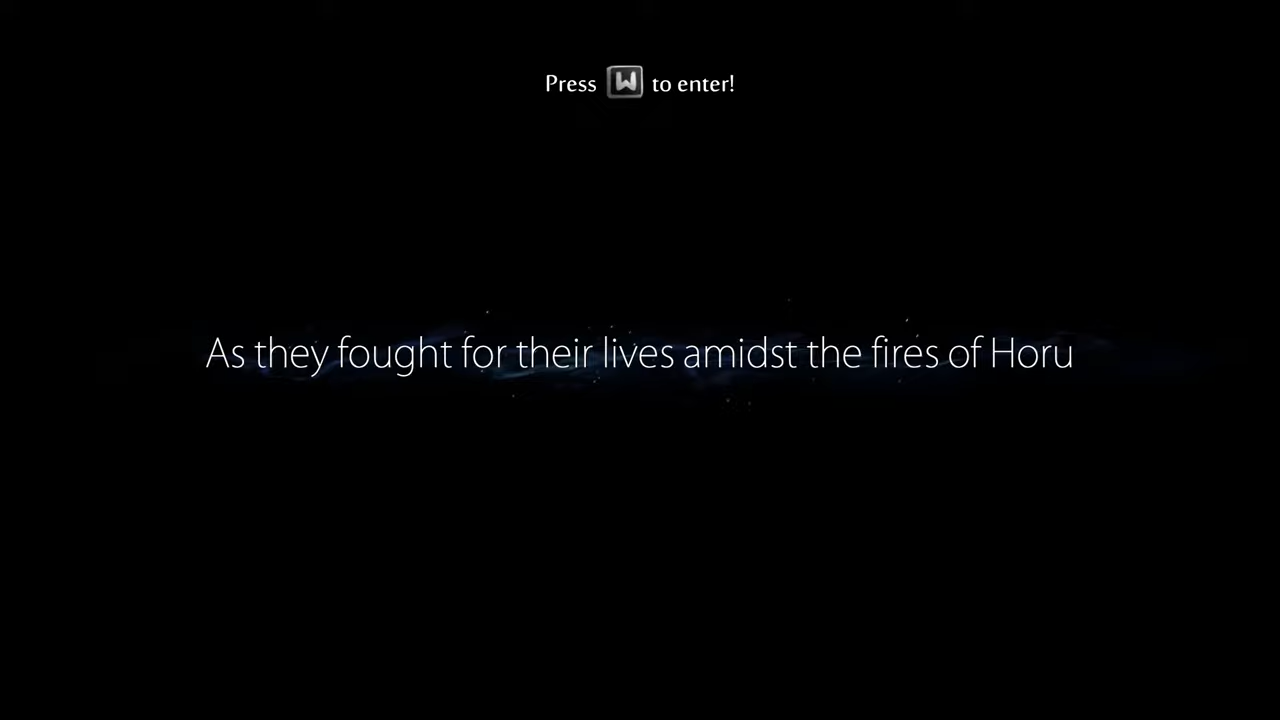 Press W to enter!
As they fought for their lives amidst the fires of Horu